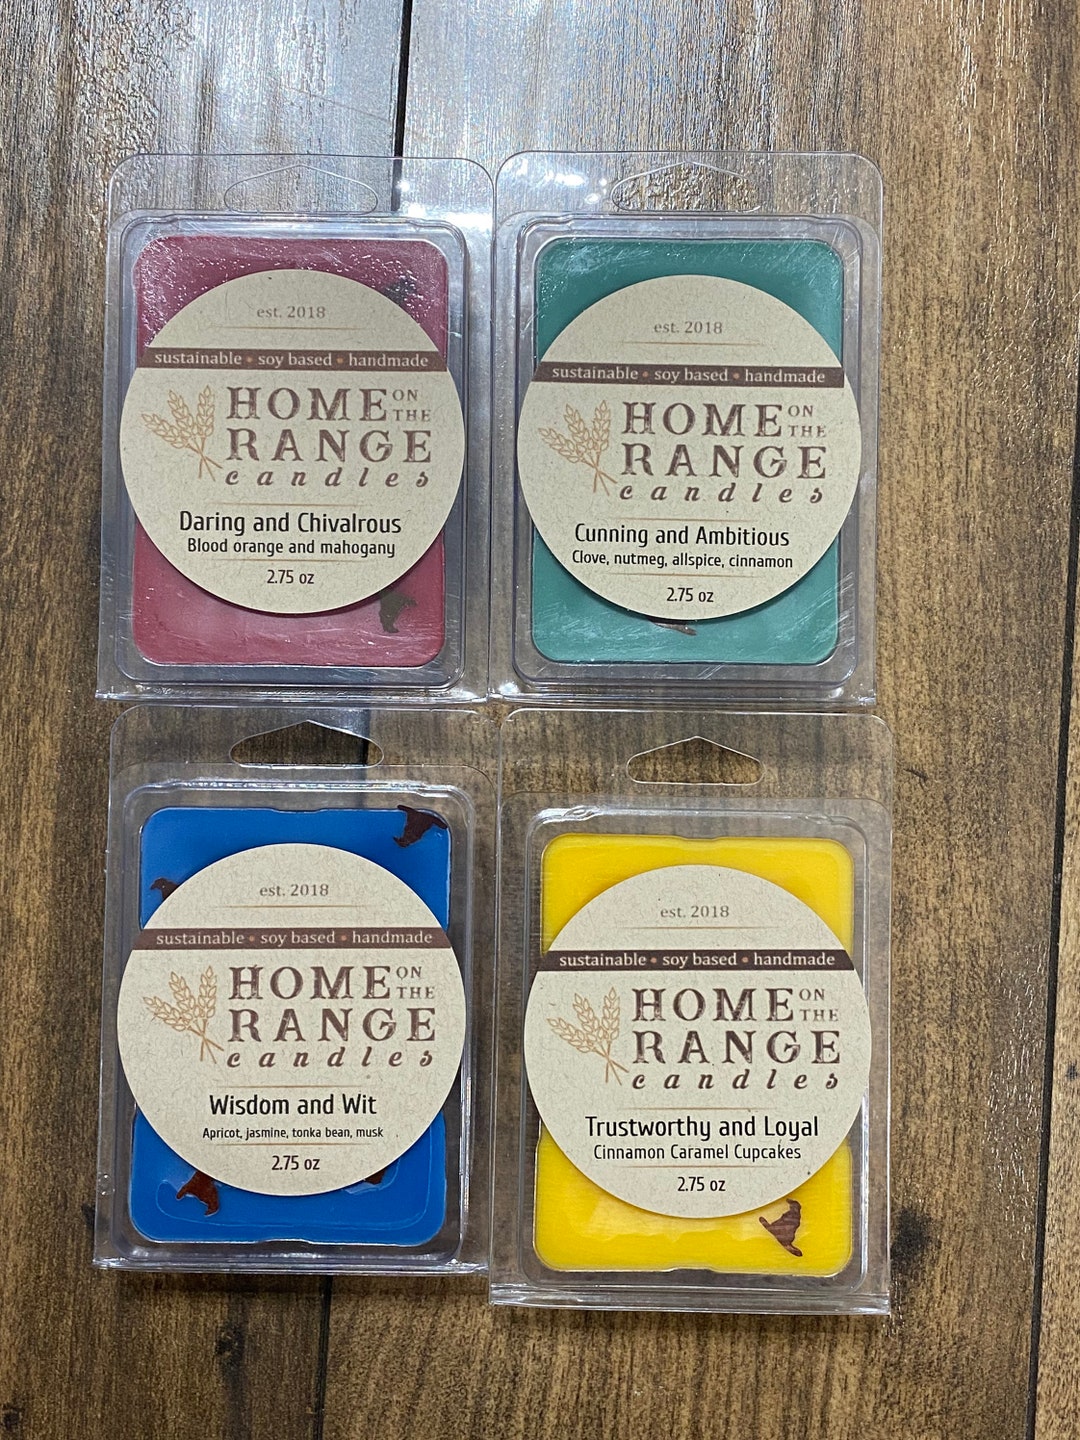 est. 2018
sustainable • soy based • handmade
HOME ON THE
RANGE
candles
Daring and Chivalrous
Blood orange and mahogany
2.75 oz
est. 2018
sustainable • soy based • handmade
HOME ON THE
RANGE
candles
Cunning and Ambitious
Clove, nutmeg, allspice, cinnamon
2.75 oz
est. 2018
sustainable • soy based • handmade
HOME ON THE
RANGE
candles
Wisdom and Wit
Apricot, jasmine, tonka bean, musk
2.75 oz
est. 2018
sustainable • soy based • handmade
HOME ON THE
RANGE
candles
Trustworthy and Loyal
Cinnamon Caramel Cupcakes
2.75 oz